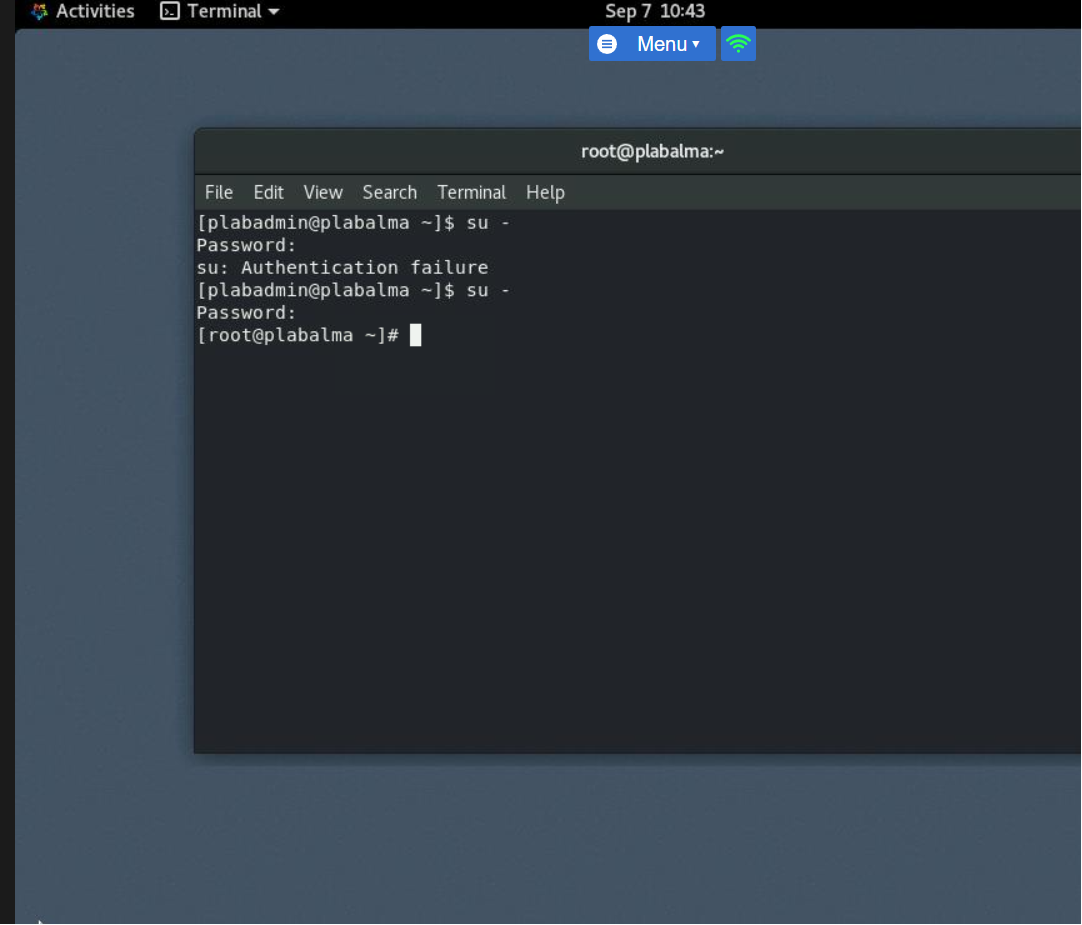 Activities Terminal Sep 7 10:43
Menu
root@plabalma:~
File Edit View Search Terminal Help
[plabadmin@plabalma ~]$ su -
Password:
su: Authentication failure
[plabadmin@plabalma ~]$ su -
Password:
[root@plabalma ~]#